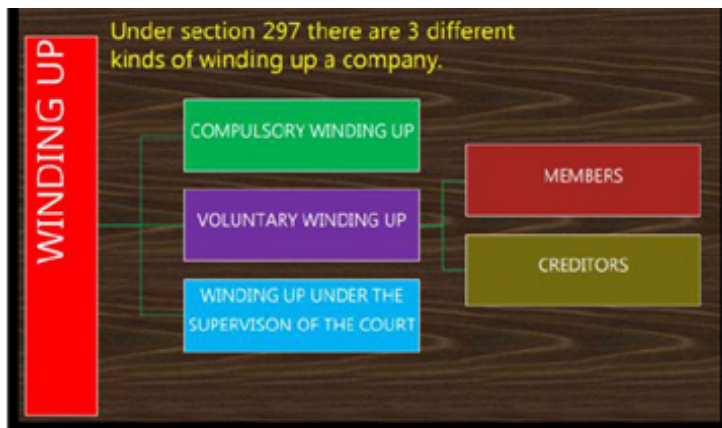 Under section 297 there are 3 different
kinds of winding up a company.
WINDING UP
COMPULSORY WINDING UP
VOLUNTARY WINDING UP
WINDING UP UNDER THE
SUPERVISON OF THE COURT
MEMBERS
CREDITORS